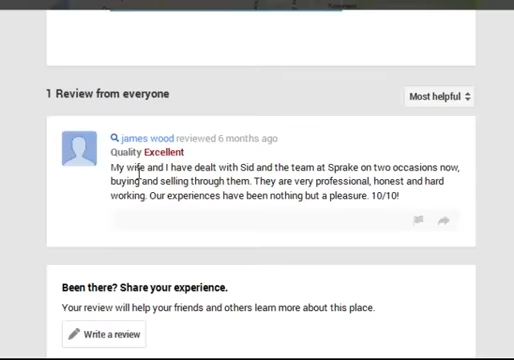 1 Review from everyone
Most helpful
james wood reviewed 6 months ago
Quality Excellent
My wife and I have dealt with Sid and the team at Sprake on two occasions now,
buying and selling through them. They are very professional, honest and hard
working. Our experiences have been nothing but a pleasure. 10/10!
Been there? Share your experience.
Your review will help your friends and others learn more about this place.
Write a review